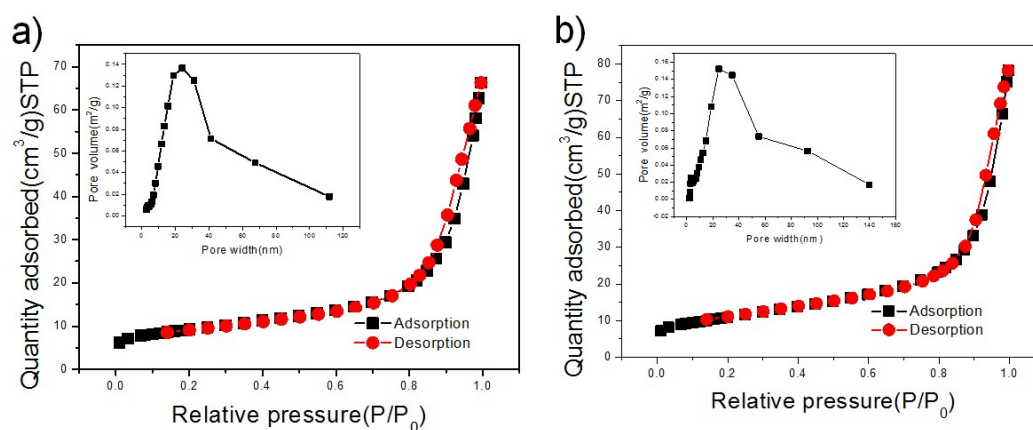 a)
Quantity adsorbed(cm³/g)STP
70
60
50
40
30
20
10
0
0.0 0.2 0.4 0.6 0.8 1.0
Relative pressure(P/P₀)
Adsorption
Desorption
Pore volume(m²/g)
0.14
0.12
0.10
0.08
0.06
0.04
0.02
0.00
0 20 40 60 80 100 120
Pore width(nm)
b)
Quantity adsorbed(cm³/g)STP
80
70
60
50
40
30
20
10
0
0.0 0.2 0.4 0.6 0.8 1.0
Relative pressure(P/P₀)
Adsorption
Desorption
Pore volume(m²/g)
0.16
0.14
0.12
0.10
0.08
0.06
0.04
0.02
0.00
-0.02
0 20 40 60 80 100 120 140 160
Pore width(nm)